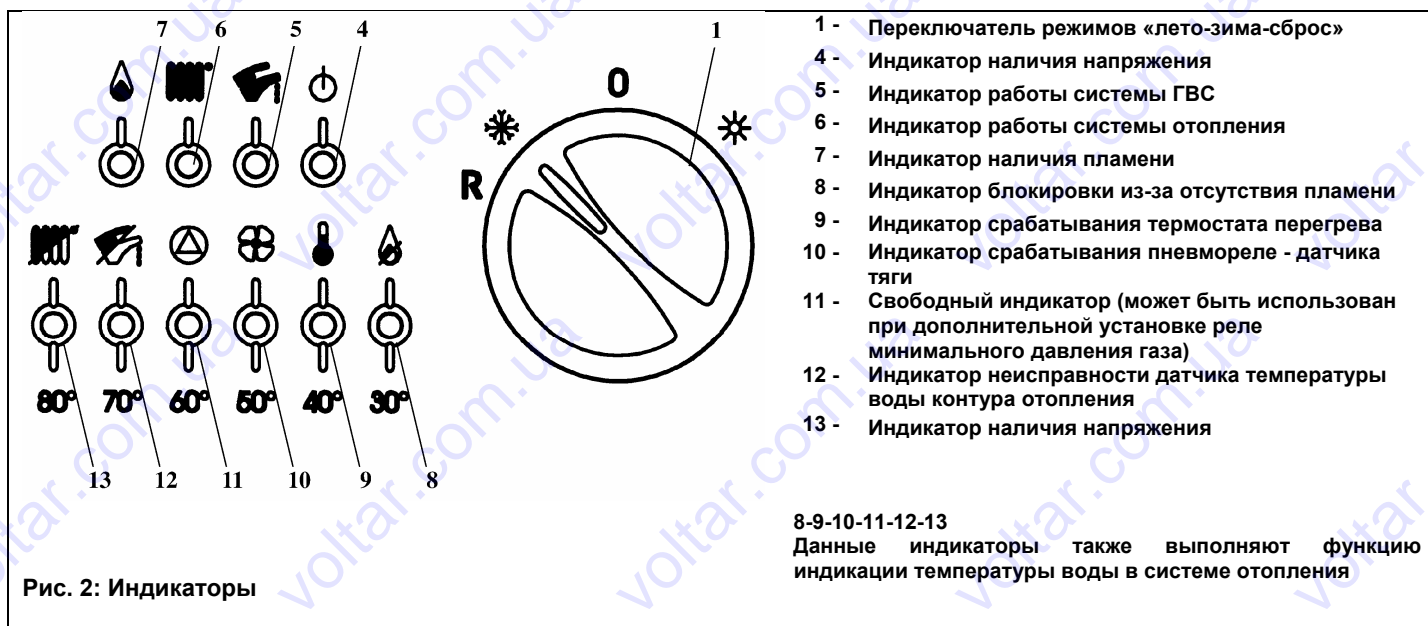 7 6 5 4 1
0
R
80° 70° 60° 50° 40° 30°
13 12 11 10 9 8
Рис. 2: Индикаторы
1 - Переключатель режимов «лето-зима-сброс»
4 - Индикатор наличия напряжения
5 - Индикатор работы системы ГВС
6 - Индикатор работы системы отопления
7 - Индикатор наличия пламени
8 - Индикатор блокировки из-за отсутствия пламени
9 - Индикатор срабатывания термостата перегрева
10 - Индикатор срабатывания пневмореле - датчика
тяги
11 - Свободный индикатор (может быть использован
при дополнительной установке реле
минимального давления газа)
12 - Индикатор неисправности датчика температуры
воды контура отопления
13 - Индикатор наличия напряжения
8-9-10-11-12-13
Данные индикаторы также выполняют функцию
индикации температуры воды в системе отопления
voltar.com.ua